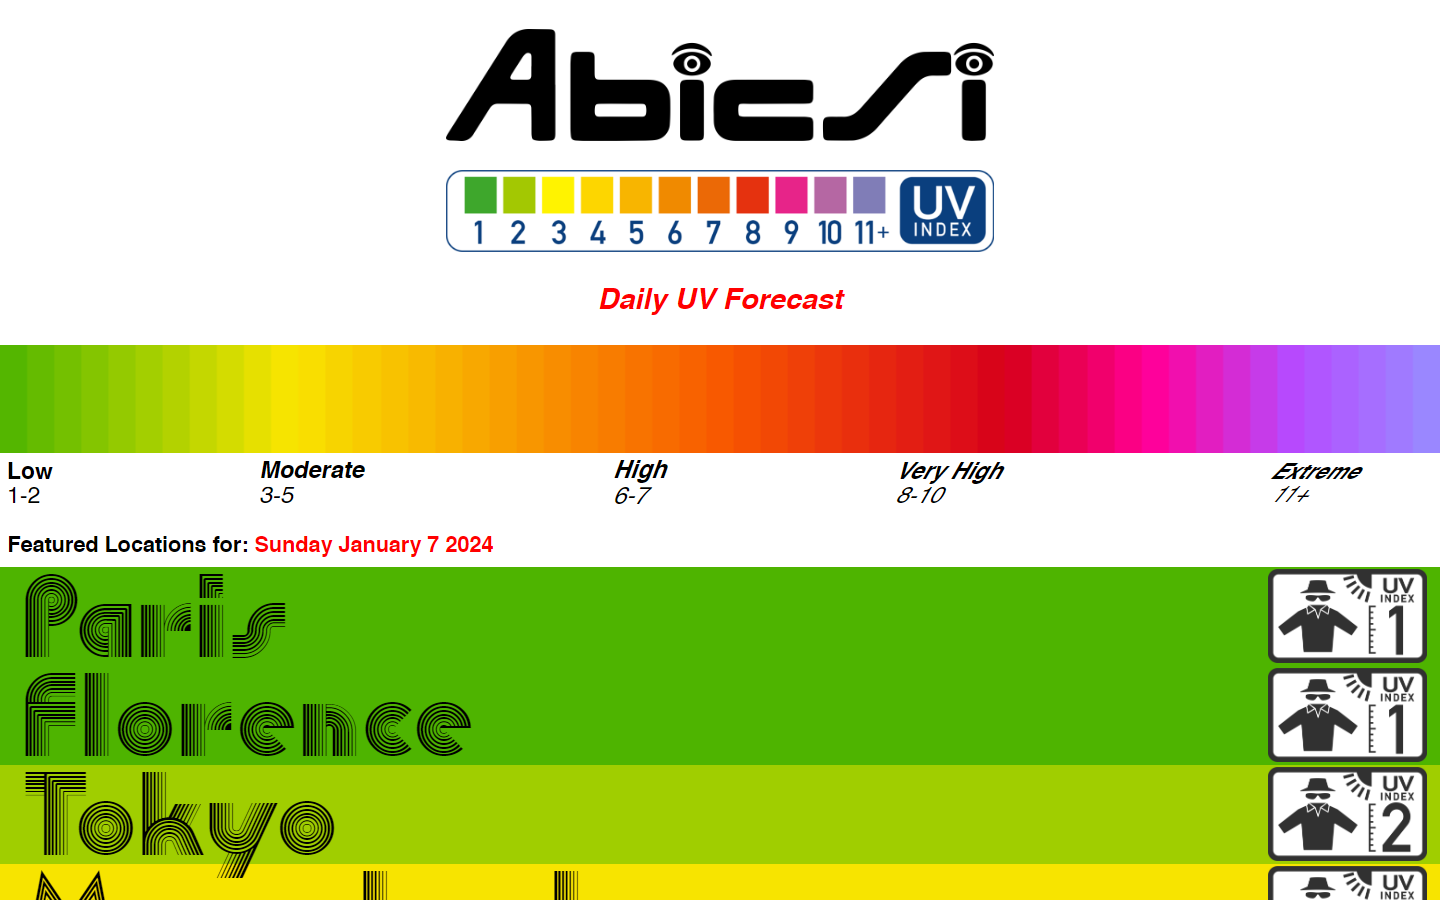 Abicsi
1 2 3 4 5 6 7 8 9 10 11+ UV INDEX
Daily UV Forecast
Low Moderate High Very High Extreme
1-2 3-5 6-7 8-10 11+
Featured Locations for: Sunday January 7 2024
Paris UV INDEX 1
Florence UV INDEX 1
Tokyo UV INDEX 2
UV INDEX